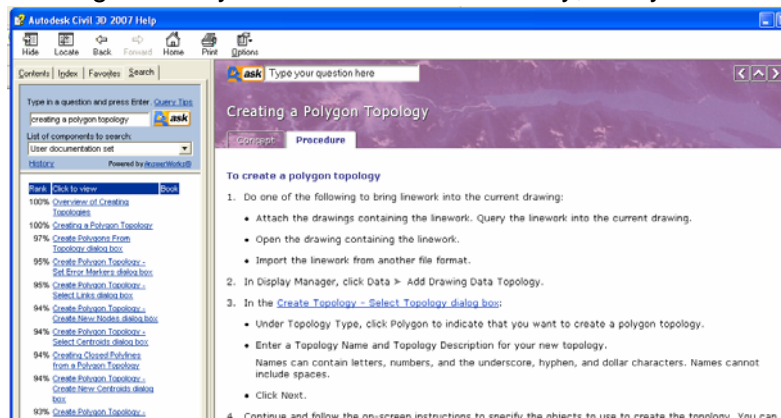 Autodesk Civil 3D 2007 Help
Hide Locate Back Forward Home Print Options
Contents Index Favorites Search
Type in a question and press Enter. Query Tips
creating a polygon topology ask
List of components to search:
User documentation set
History Powered by AnswerWorks®
Rank Click to view Book
100% Overview of Creating
Topologies
100% Creating a Polygon Topology
97% Create Polygons From
Topology dialog box
95% Create Polygon Topology -
Set Error Markers dialog box
95% Create Polygon Topology -
Select Links dialog box
94% Create Polygon Topology -
Create New Nodes dialog box
94% Create Polygon Topology -
Select Centroids dialog box
94% Creating Closed Polylines
from a Polygon Topology
94% Create Polygon Topology -
Create New Centroids dialog
box
93% Create Polygon Topology -
ask Type your question here
Creating a Polygon Topology
Concept Procedure
To create a polygon topology
1. Do one of the following to bring linework into the current drawing:
• Attach the drawings containing the linework. Query the linework into the current drawing.
• Open the drawing containing the linework.
• Import the linework from another file format.
2. In Display Manager, click Data ➤ Add Drawing Data Topology.
3. In the Create Topology - Select Topology dialog box:
• Under Topology Type, click Polygon to indicate that you want to create a polygon topology.
• Enter a Topology Name and Topology Description for your new topology.
Names can contain letters, numbers, and the underscore, hyphen, and dollar characters. Names cannot
include spaces.
• Click Next.
4. Continue and follow the on-screen instructions to specify the objects to use to create the topology. You can